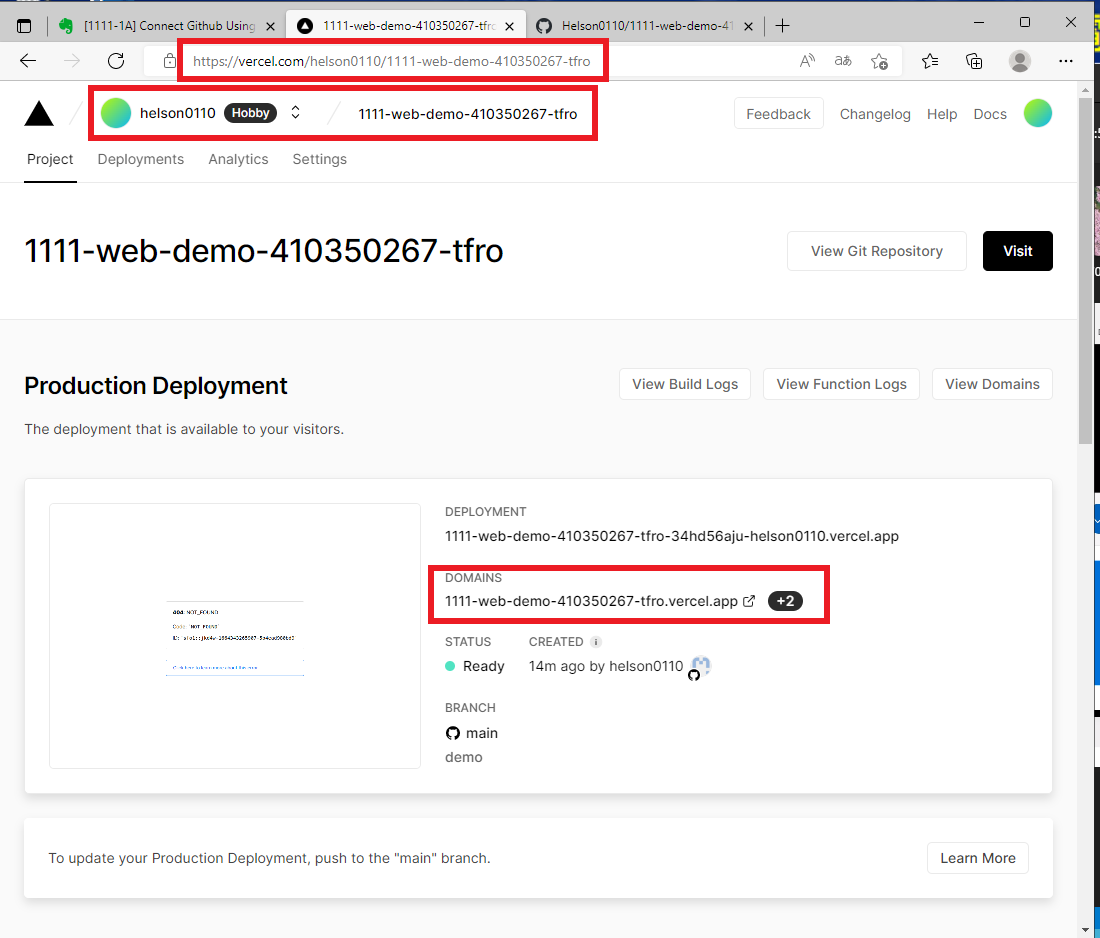 [1111-1A] Connect Github Using
1111-web-demo-410350267-tfro
Helson0110/1111-web-demo-41
https://vercel.com/helson0110/1111-web-demo-410350267-tfro
helson0110 Hobby 1111-web-demo-410350267-tfro
Feedback Changelog Help Docs
Project Deployments Analytics Settings
1111-web-demo-410350267-tfro
View Git Repository Visit
Production Deployment
View Build Logs View Function Logs View Domains
The deployment that is available to your visitors.
404: NOT_FOUND
Code: `NOT_FOUND`
DEPLOYMENT
1111-web-demo-410350267-tfro-34hd56aju-helson0110.vercel.app
DOMAINS
1111-web-demo-410350267-tfro.vercel.app +2
STATUS CREATED
Ready 14m ago by helson0110
BRANCH
main
demo
To update your Production Deployment, push to the "main" branch.
Learn More